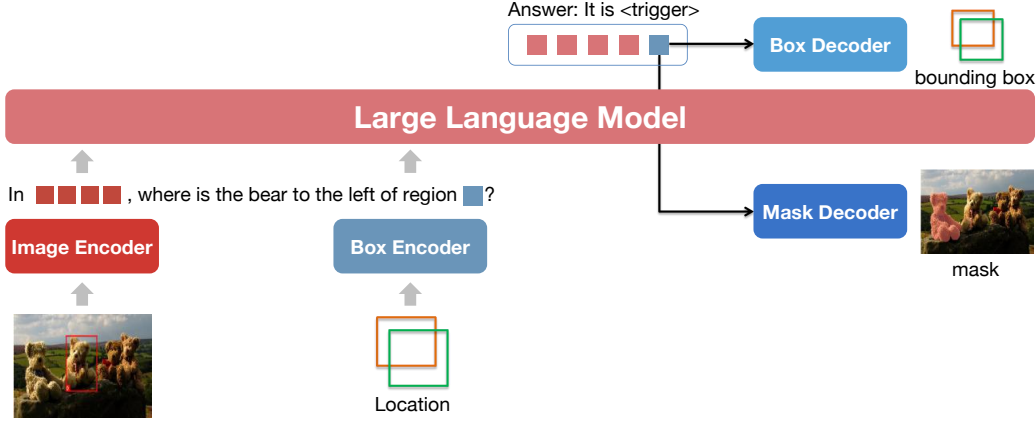 Answer: It is <trigger>
Box Decoder
bounding box
Large Language Model
In , where is the bear to the left of region ?
Image Encoder
Box Encoder
Mask Decoder
mask
Location